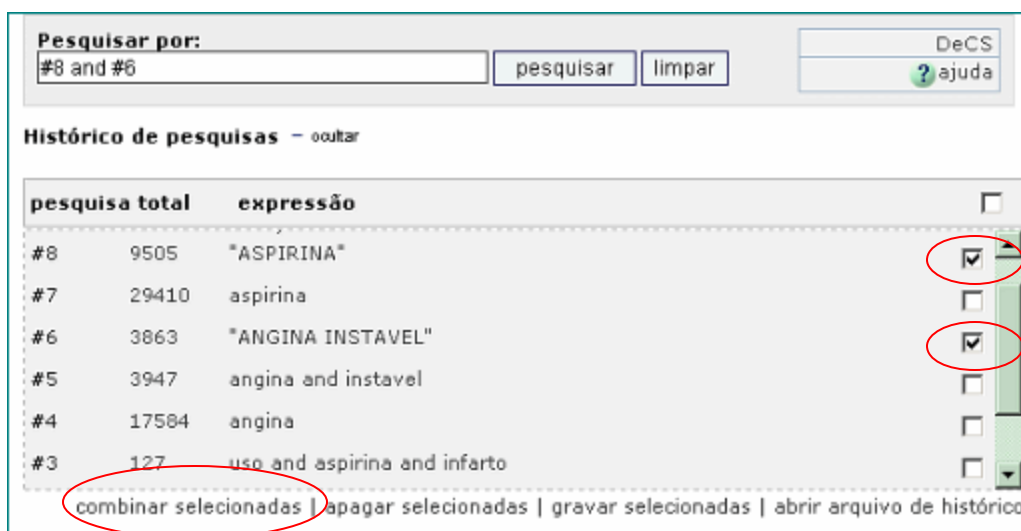 Pesquisar por:
#8 and #6 pesquisar limpar
DeCS
? ajuda
Histórico de pesquisas – ocultar
pesquisa total expressão
#8 9505 "ASPIRINA"
#7 29410 aspirina
#6 3863 "ANGINA INSTAVEL"
#5 3947 angina and instavel
#4 17584 angina
#3 127 uso and aspirina and infarto
combinar selecionadas | apagar selecionadas | gravar selecionadas | abrir arquivo de histórico